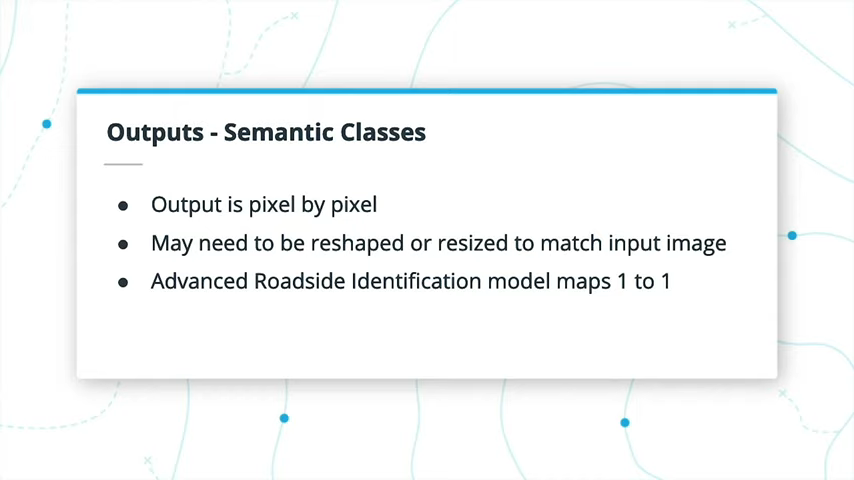 Outputs - Semantic Classes
● Output is pixel by pixel
● May need to be reshaped or resized to match input image
● Advanced Roadside Identification model maps 1 to 1